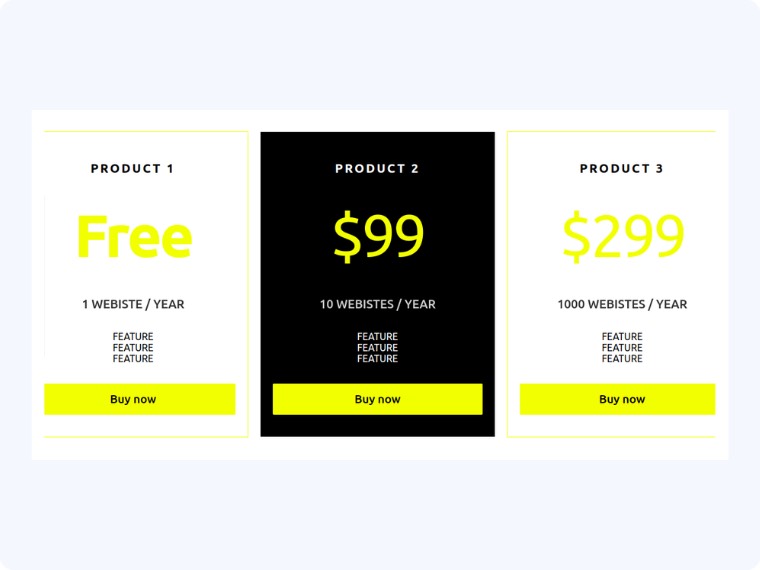 PRODUCT 1
Free
1 WEBISTE / YEAR
FEATURE
FEATURE
FEATURE
Buy now
PRODUCT 2
$99
10 WEBISTES / YEAR
FEATURE
FEATURE
FEATURE
Buy now
PRODUCT 3
$299
1000 WEBISTES / YEAR
FEATURE
FEATURE
FEATURE
Buy now